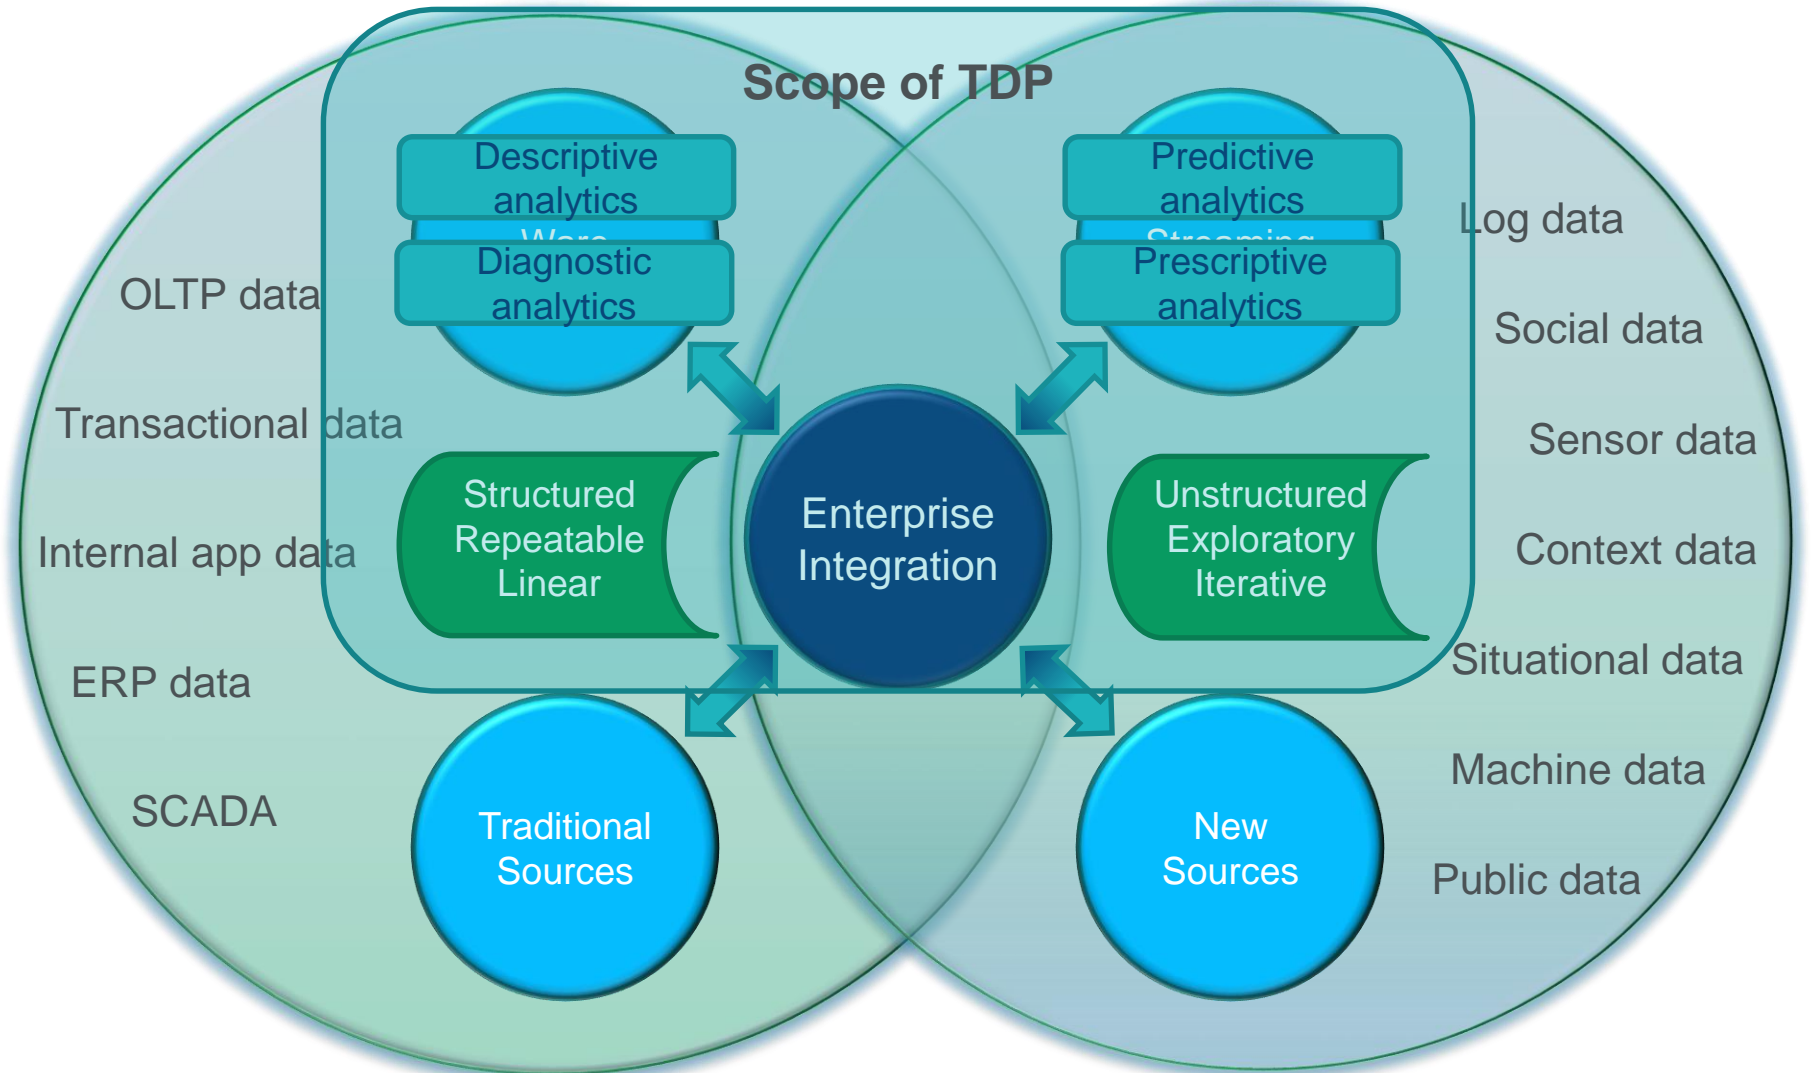 Scope of TDP
Descriptive
analytics
Diagnostic
analytics
Predictive
analytics
Streaming
Prescriptive
analytics
OLTP data
Transactional data
Internal app data
ERP data
SCADA
Structured
Repeatable
Linear
Enterprise
Integration
Unstructured
Exploratory
Iterative
Log data
Social data
Sensor data
Context data
Situational data
Machine data
Public data
Traditional
Sources
New
Sources